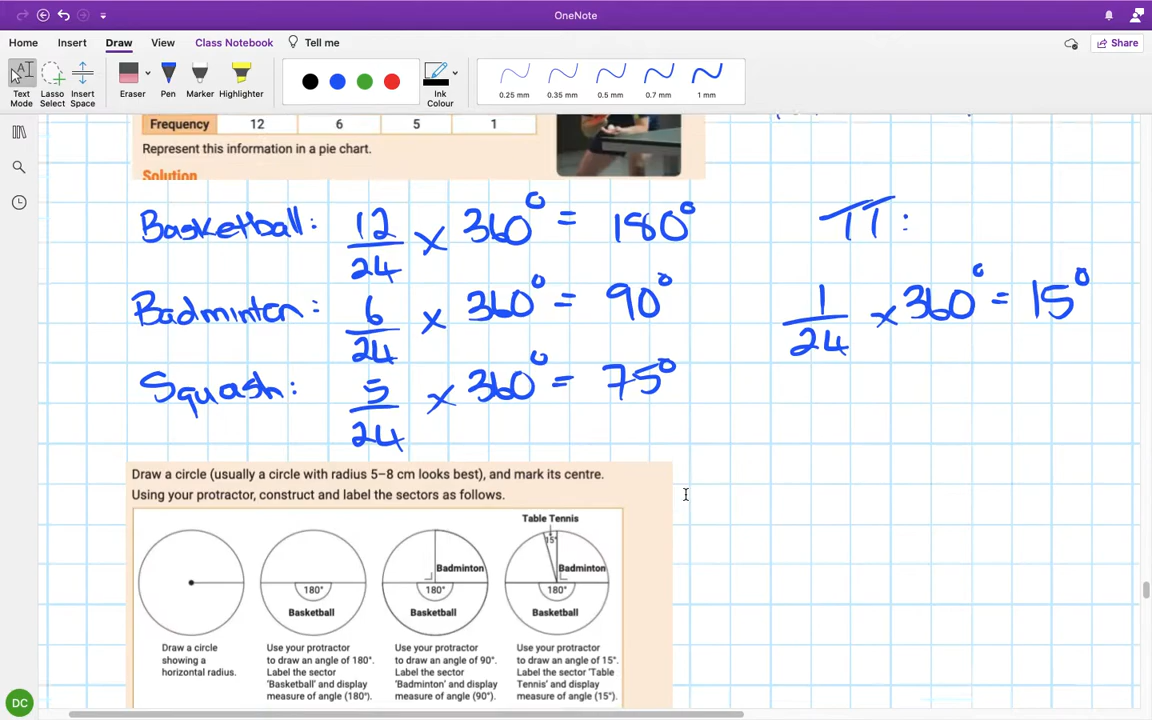 OneNote
Home Insert Draw View Class Notebook Tell me
Share
Text Mode
Lasso Select
Insert Space
Eraser
Pen
Marker
Highlighter
Ink Colour
0.25 mm 0.35 mm 0.5 mm 0.7 mm 1 mm
Frequency 12 6 5 1
Represent this information in a pie chart.
Solution
Basketball: 12/24 × 360° = 180°
Badminton: 6/24 × 360° = 90°
Squash: 5/24 × 360° = 75°
TT:
1/24 × 360° = 15°
Draw a circle (usually a circle with radius 5–8 cm looks best), and mark its centre.
Using your protractor, construct and label the sectors as follows.
180°
Basketball
Badminton
180°
Basketball
Table Tennis
15°
Badminton
180°
Basketball
Draw a circle
showing a
horizontal radius.
Use your protractor
to draw an angle of 180°.
Label the sector
'Basketball' and display
measure of angle (180°).
Use your protractor
to draw an angle of 90°.
Label the sector
'Badminton' and display
measure of angle (90°).
Use your protractor
to draw an angle of 15°.
Label the sector 'Table
Tennis' and display
measure of angle (15°).
DC